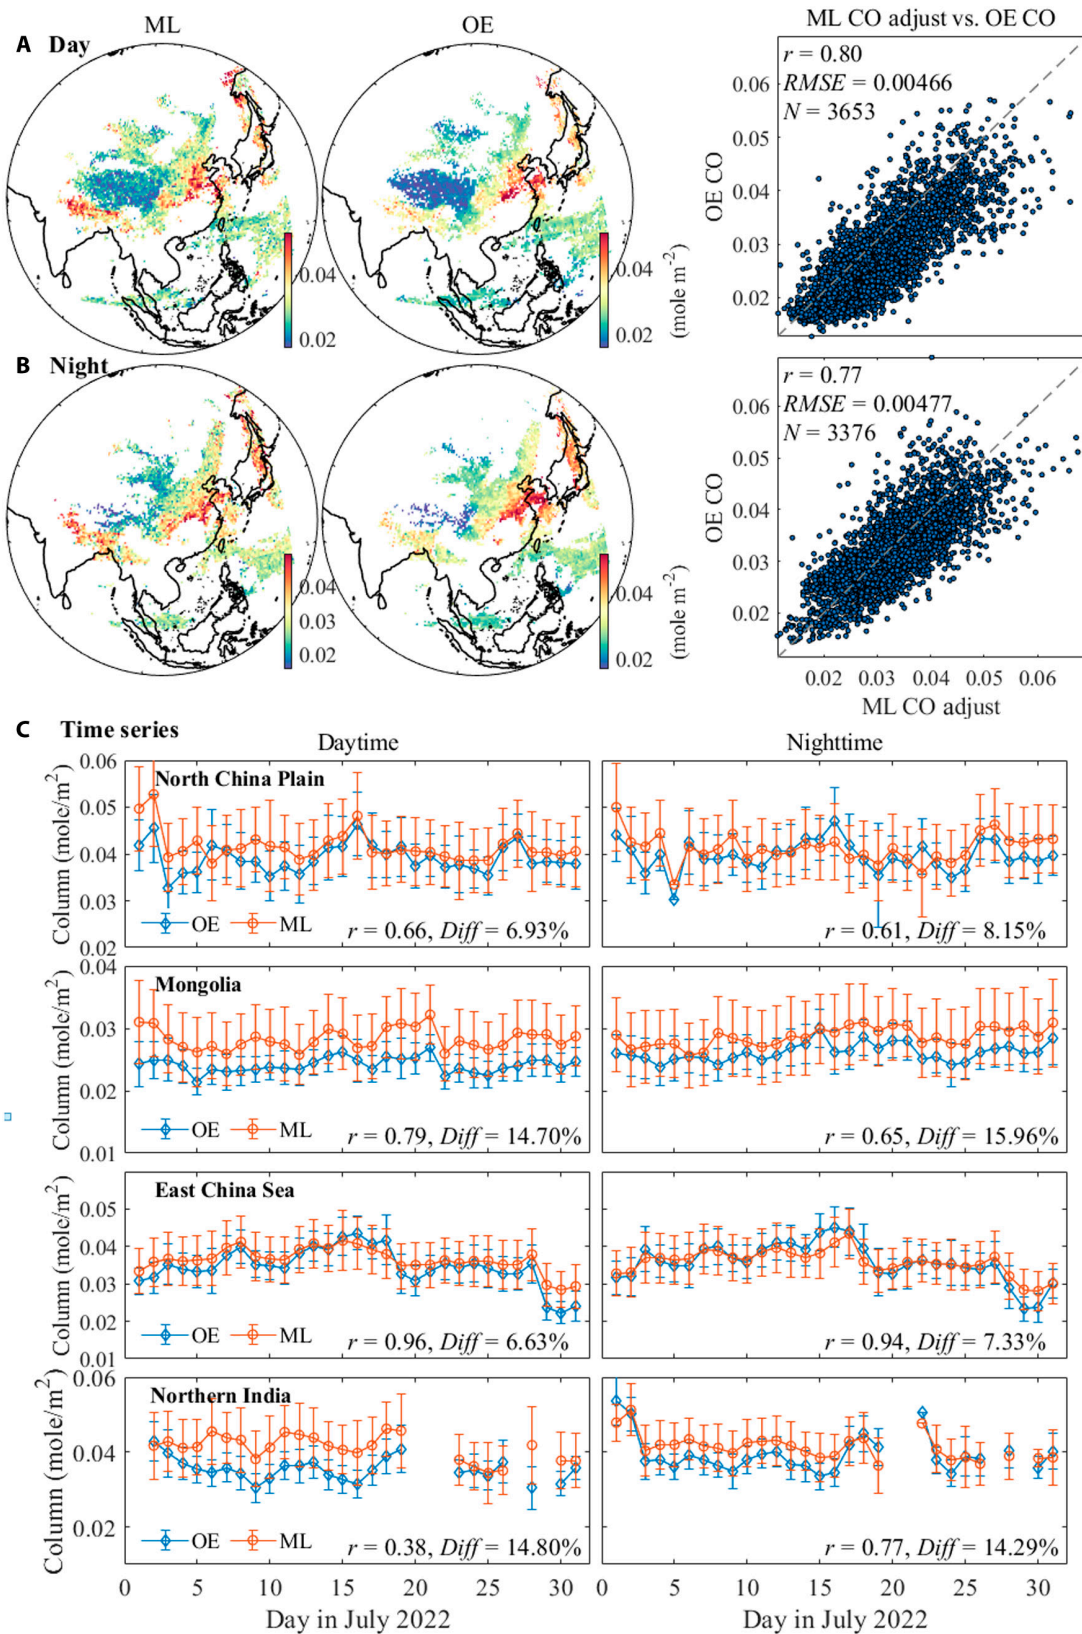 ML OE ML CO adjust vs. OE CO
A Day
r = 0.80
RMSE = 0.00466
N = 3653
0.06
0.05
0.04
0.03
0.02
OE CO
0.04
0.02
0.04
0.02
(mole m-2)
B Night
r = 0.77
RMSE = 0.00477
N = 3376
0.06
0.05
0.04
0.03
0.02
OE CO
0.04
0.03
0.02
0.04
0.02
(mole m-2)
0.02 0.03 0.04 0.05 0.06
ML CO adjust
C Time series
Daytime Nighttime
North China Plain
0.06
0.05
0.04
0.03
0.02
Column (mole/m2)
OE ML
r = 0.66, Diff = 6.93%
r = 0.61, Diff = 8.15%
Mongolia
0.04
0.03
0.02
0.01
Column (mole/m2)
OE ML
r = 0.79, Diff = 14.70%
r = 0.65, Diff = 15.96%
East China Sea
0.05
0.04
0.03
0.02
0.01
Column (mole/m2)
OE ML
r = 0.96, Diff = 6.63%
r = 0.94, Diff = 7.33%
Northern India
0.06
0.04
0.02
Column (mole/m2)
OE ML
r = 0.38, Diff = 14.80%
r = 0.77, Diff = 14.29%
0 5 10 15 20 25 30
5 10 15 20 25 30
Day in July 2022 Day in July 2022